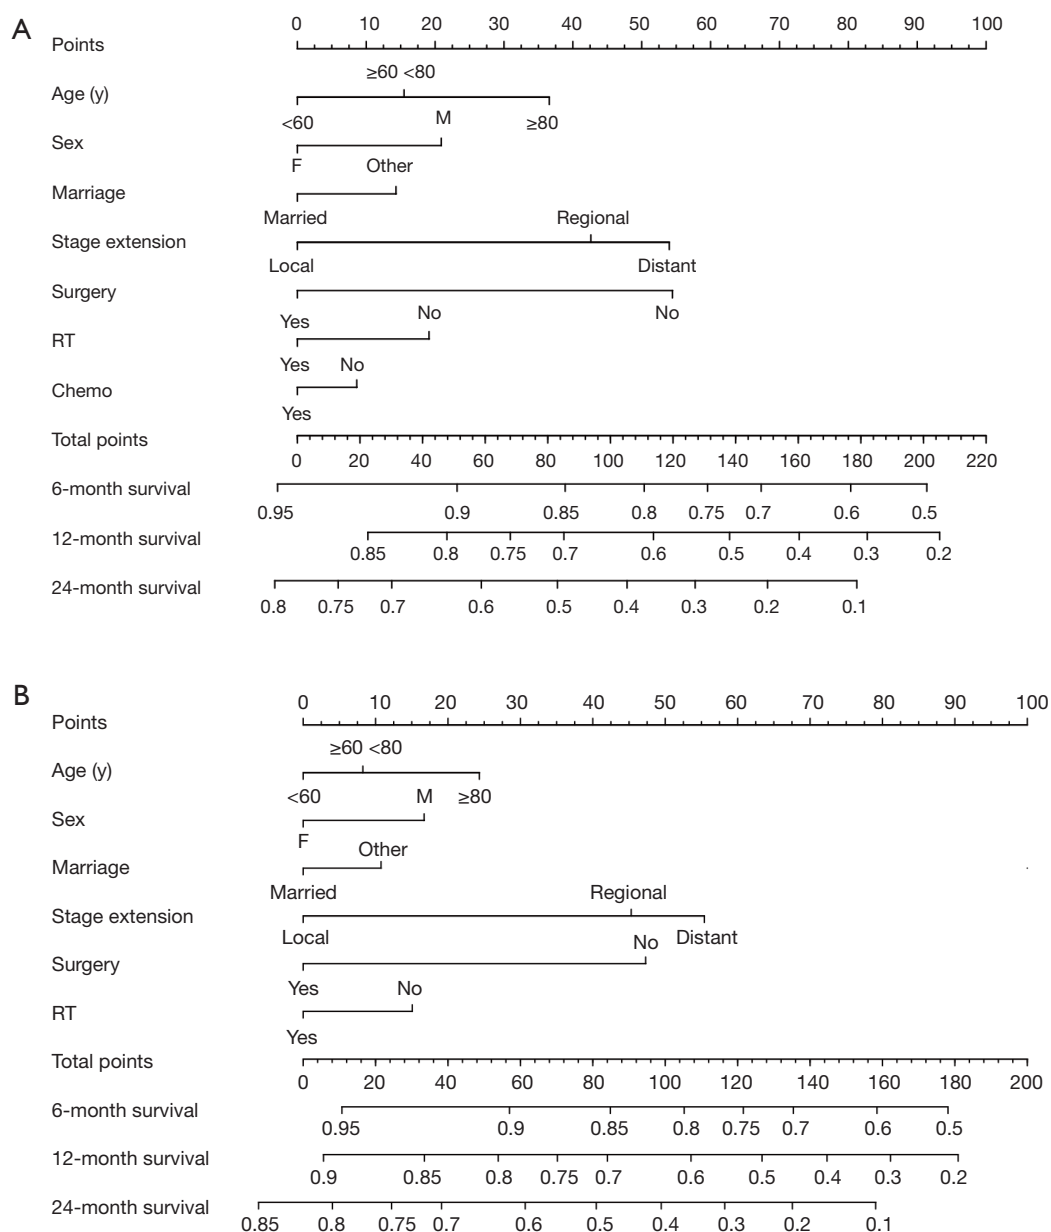 A
0 10 20 30 40 50 60 70 80 90 100
Points
≥60 <80
Age (y)
<60 M ≥80
Sex
F Other
Marriage
Married Regional
Stage extension
Local Distant
Surgery
Yes No No
RT
Yes No
Chemo
Yes
Total points
0 20 40 60 80 100 120 140 160 180 200 220
6-month survival
0.95 0.9 0.85 0.8 0.75 0.7 0.6 0.5
12-month survival
0.85 0.8 0.75 0.7 0.6 0.5 0.4 0.3 0.2
24-month survival
0.8 0.75 0.7 0.6 0.5 0.4 0.3 0.2 0.1
B
0 10 20 30 40 50 60 70 80 90 100
Points
≥60 <80
Age (y)
<60 M ≥80
Sex
F Other
Marriage
Married Regional
Stage extension
Local No Distant
Surgery
Yes No
RT
Yes
Total points
0 20 40 60 80 100 120 140 160 180 200
6-month survival
0.95 0.9 0.85 0.8 0.75 0.7 0.6 0.5
12-month survival
0.9 0.85 0.8 0.75 0.7 0.6 0.5 0.4 0.3 0.2
24-month survival
0.85 0.8 0.75 0.7 0.6 0.5 0.4 0.3 0.2 0.1